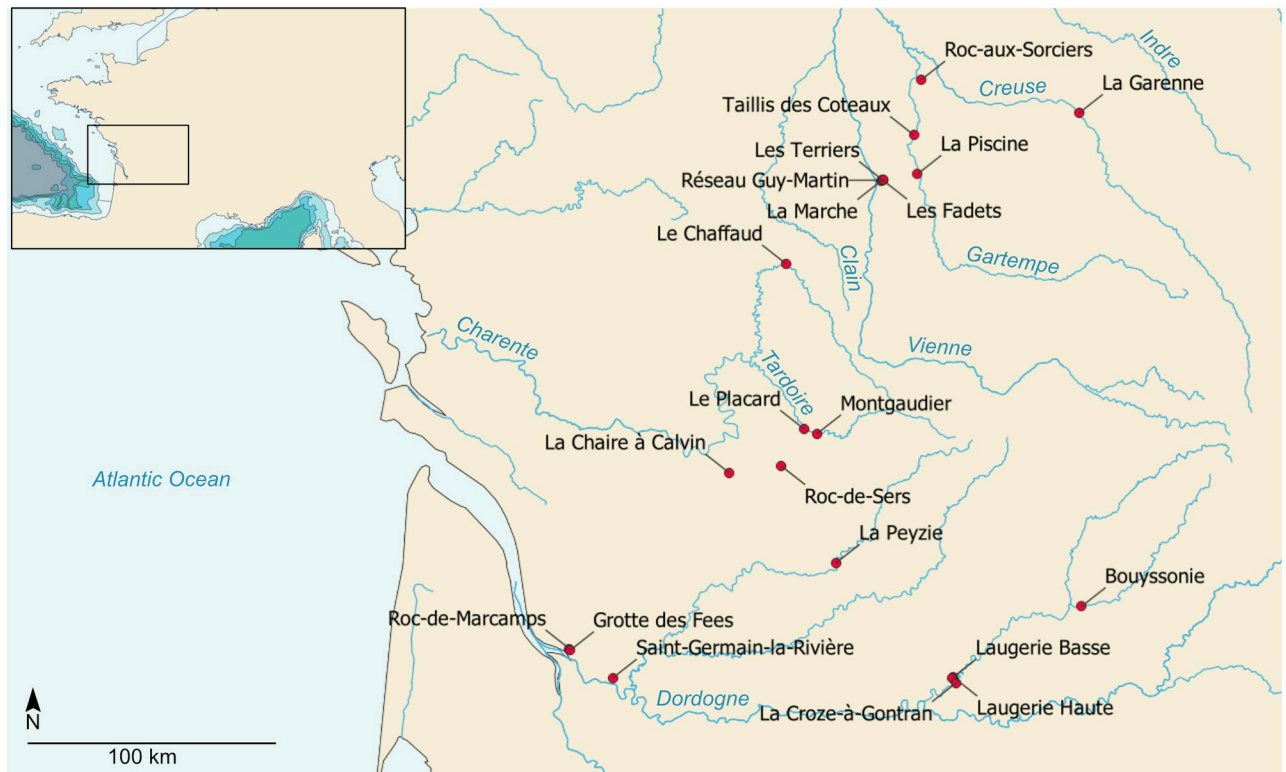 Indre
Roc-aux-Sorciers
Creuse
La Garenne
Taillis des Coteaux
La Piscine
Les Terriers
Réseau Guy-Martin
La Marche
Les Fadets
Le Chaffaud
Clain
Gartempe
Charente
Vienne
Tardoire
Le Placard
Montgaudier
La Chaire à Calvin
Atlantic Ocean
Roc-de-Sers
La Peyzie
Bouyssonie
Roc-de-Marcamps
Grotte des Fees
Saint-Germain-la-Rivière
Laugerie Basse
Dordogne
La Croze-à-Gontran
Laugerie Haute
N
100 km